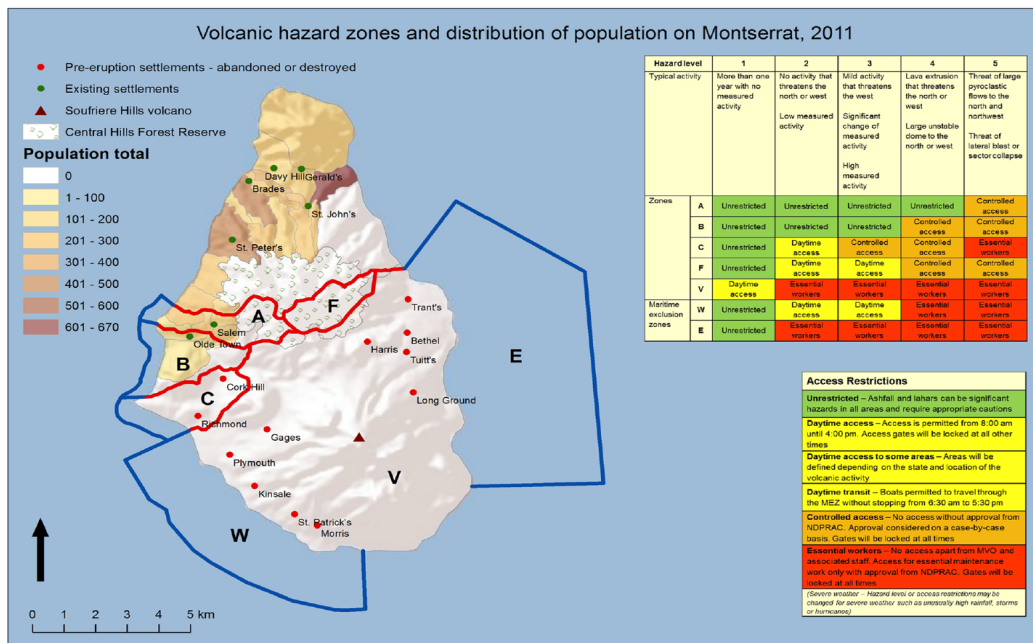 Volcanic hazard zones and distribution of population on Montserrat, 2011
Pre-eruption settlements - abandoned or destroyed
Existing settlements
Soufriere Hills volcano
Central Hills Forest Reserve
Population total
0
1 - 100
101 - 200
201 - 300
301 - 400
401 - 500
501 - 600
601 - 670
Davy Hill
Gerald's
Brades
St. John's
St. Peter's
A
F
Salem
Olde Town
B
C
Cork Hill
Richmond
Trant's
Bethel
Harris
Tuitt's
Long Ground
Gages
Plymouth
Kinsale
St. Patrick's
Morris
V
E
W
0 1 2 3 4 5 km
Hazard level 1 2 3 4 5
Typical activity
More than one
year with no
measured
activity
No activity that
threatens the
north or west
Low measured
activity
Mild activity
that threatens
the west
Significant
change of
measured
activity
High
measured
activity
Lava extrusion
that threatens
the north or
west
Large unstable
dome to the
north or west
Threat of large
pyroclastic
flows to the
north and
northwest
Threat of
lateral blast or
sector collapse
Zones
A Unrestricted Unrestricted Unrestricted Unrestricted Controlled access
B Unrestricted Unrestricted Unrestricted Controlled access Controlled access
C Unrestricted Daytime access Controlled access Controlled access Essential workers
F Unrestricted Daytime access Daytime access Controlled access Controlled access
V Daytime access Essential workers Essential workers Essential workers Essential workers
Maritime
exclusion
zones
W Unrestricted Daytime access Daytime access Essential workers Essential workers
E Unrestricted Essential workers Essential workers Essential workers Essential workers
Access Restrictions
Unrestricted – Ashfall and lahars can be significant
hazards in all areas and require appropriate cautions
Daytime access – Access is permitted from 8:00 am
until 4:00 pm. Access gates will be locked at all other
times
Daytime access to some areas – Areas will be
defined depending on the state and location of the
volcanic activity
Daytime transit – Boats permitted to travel through
the MEZ without stopping from 6:30 am to 5:30 pm
Controlled access – No access without approval from
NDPRAC. Approval considered on a case-by-case
basis. Gates will be locked at all times
Essential workers – No access apart from MVO and
associated staff. Access for essential maintenance
work only with approval from NDPRAC. Gates will be
locked at all times
(Severe weather – Hazard level or access restrictions may be
changed for severe weather such as unusually high rainfall, storms
or hurricanes)